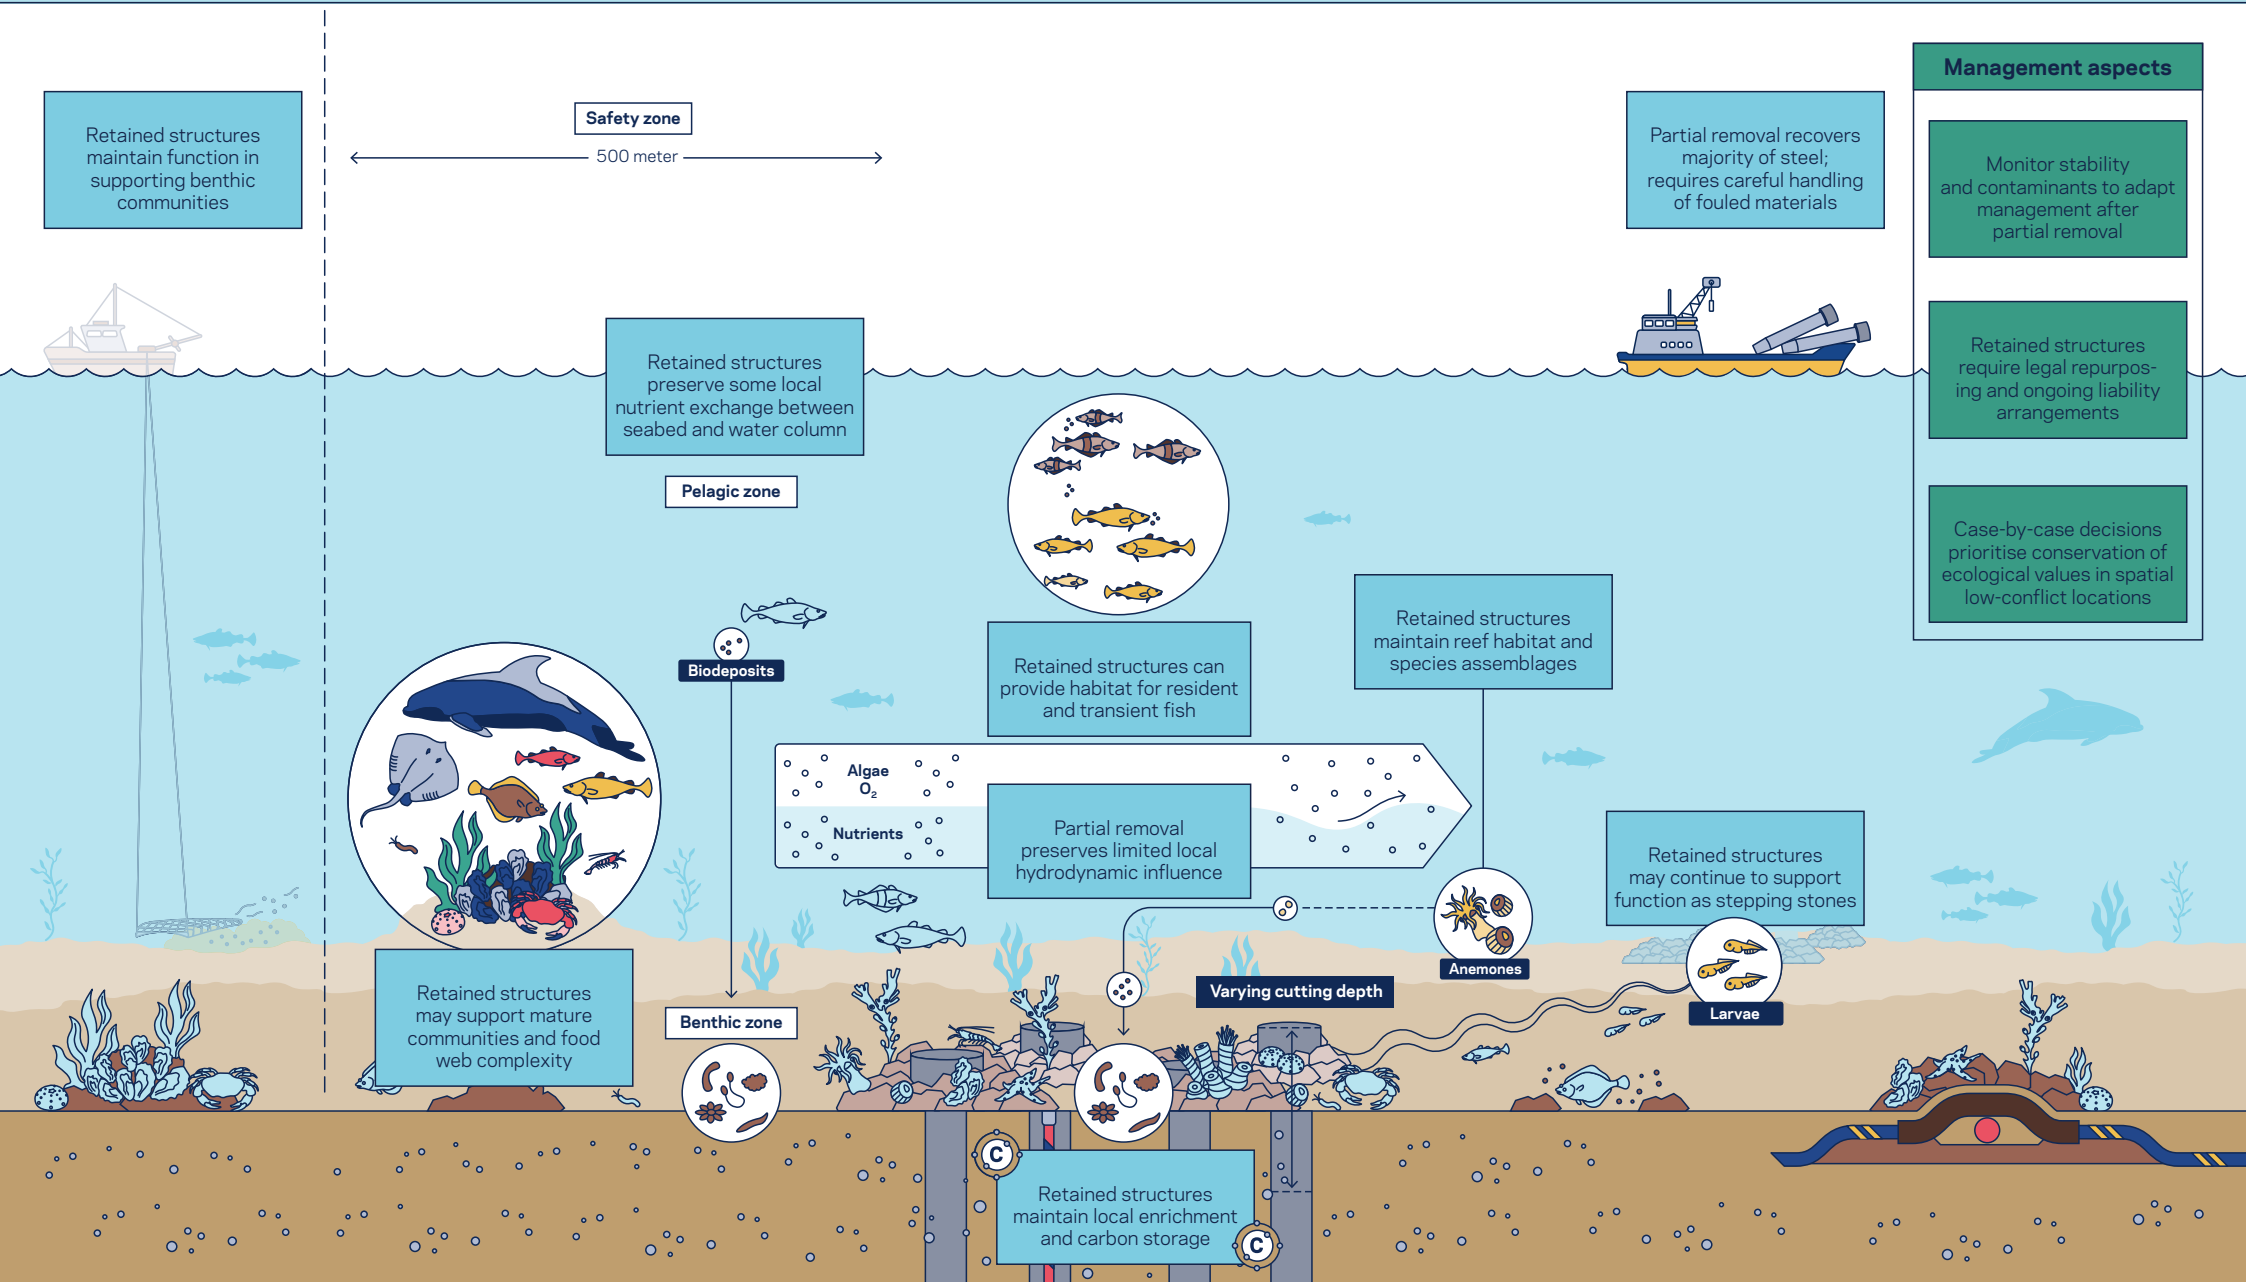 Management aspects
Retained structures
maintain function in
supporting benthic
communities
Safety zone
500 meter
Partial removal recovers
majority of steel;
requires careful handling
of fouled materials
Monitor stability
and contaminants to adapt
management after
partial removal
Retained structures
require legal repurpos-
ing and ongoing liability
arrangements
Case-by-case decisions
prioritise conservation of
ecological values in spatial
low-conflict locations
Retained structures
preserve some local
nutrient exchange between
seabed and water column
Pelagic zone
Biodeposits
Retained structures can
provide habitat for resident
and transient fish
Retained structures
maintain reef habitat and
species assemblages
Algae
O₂
Nutrients
Partial removal
preserves limited local
hydrodynamic influence
Retained structures
may continue to support
function as stepping stones
Anemones
Varying cutting depth
Larvae
Retained structures
may support mature
communities and food
web complexity
Benthic zone
C
Retained structures
maintain local enrichment
and carbon storage
C